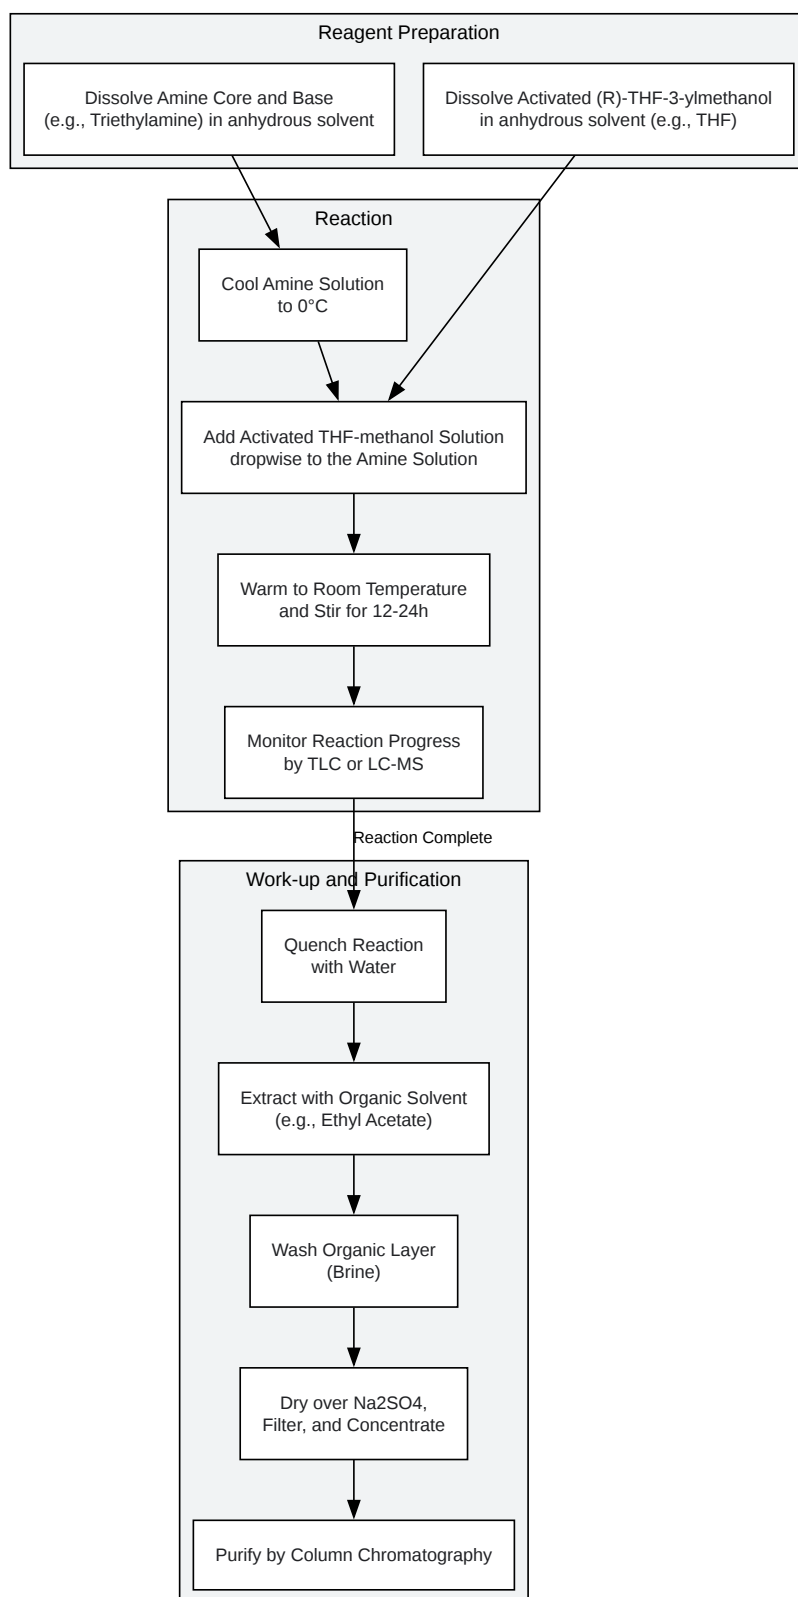 Reagent Preparation
Dissolve Amine Core and Base
(e.g., Triethylamine) in anhydrous solvent
Dissolve Activated (R)-THF-3-ylmethanol
in anhydrous solvent (e.g., THF)
Reaction
Cool Amine Solution
to 0°C
Add Activated THF-methanol Solution
dropwise to the Amine Solution
Warm to Room Temperature
and Stir for 12-24h
Monitor Reaction Progress
by TLC or LC-MS
Reaction Complete
Work-up and Purification
Quench Reaction
with Water
Extract with Organic Solvent
(e.g., Ethyl Acetate)
Wash Organic Layer
(Brine)
Dry over Na2SO4,
Filter, and Concentrate
Purify by Column Chromatography